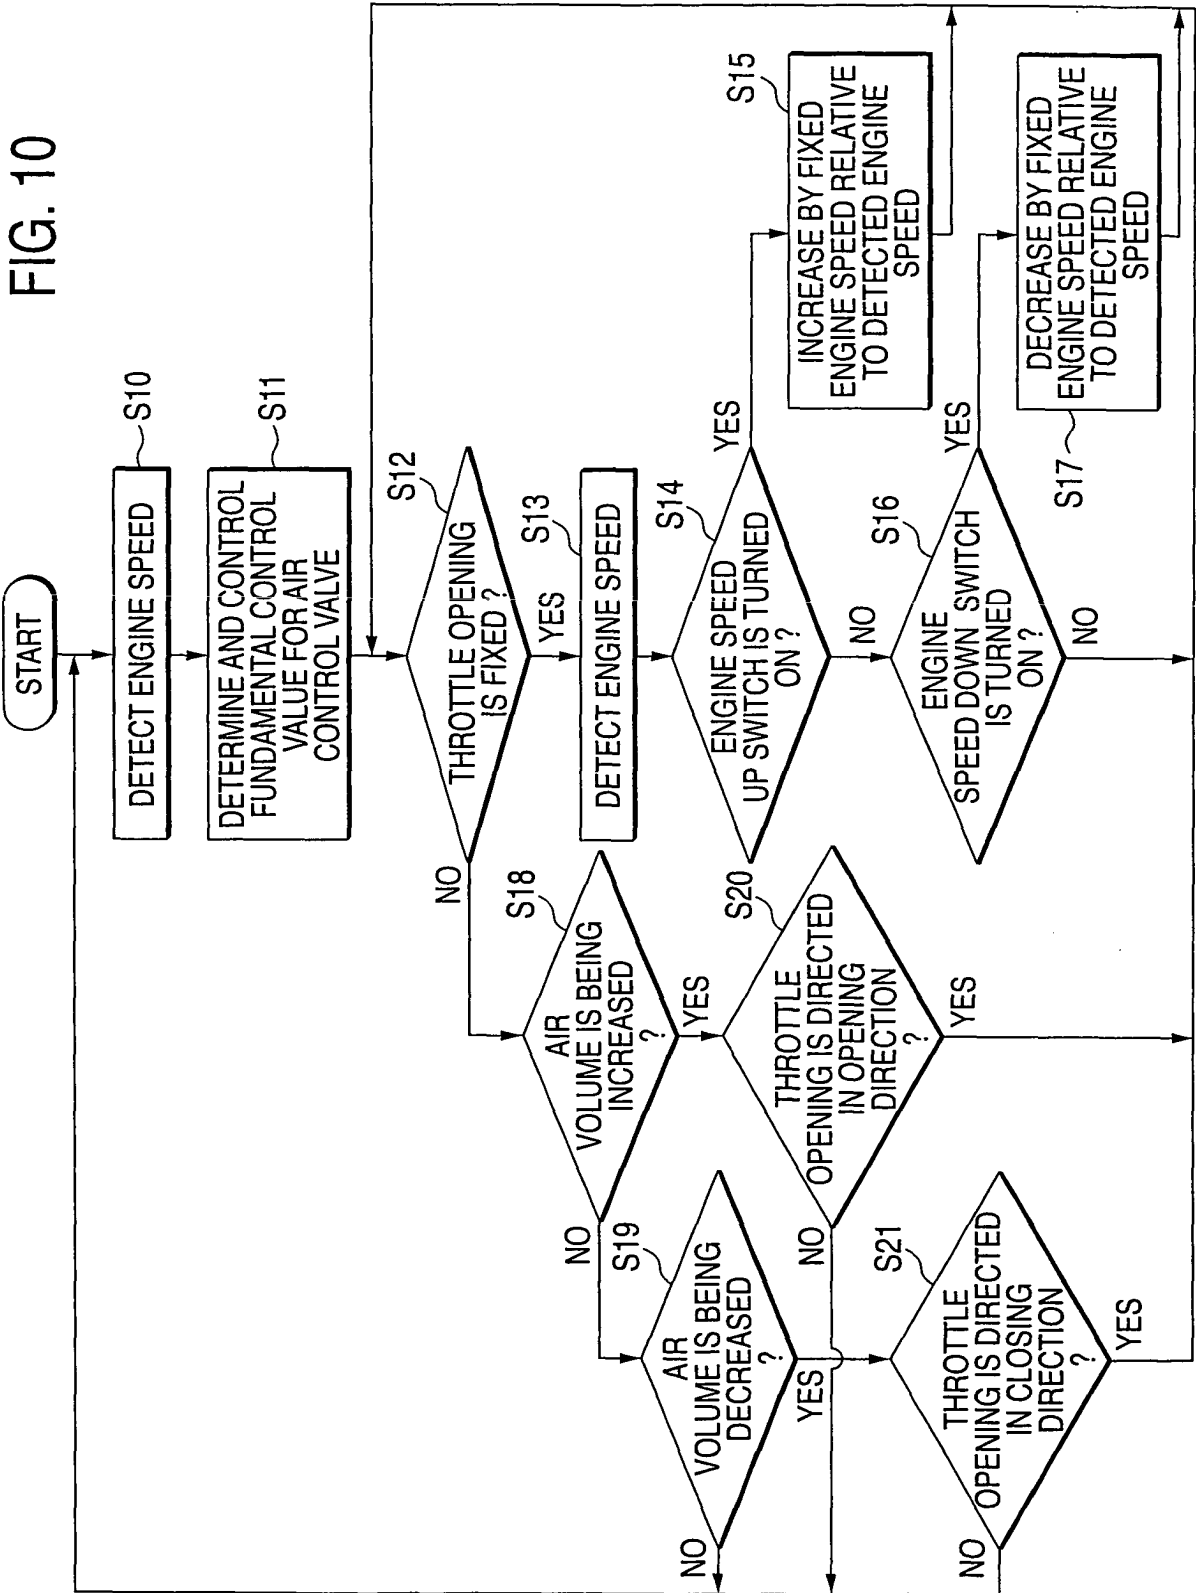 FIG. 10
START
DETECT ENGINE SPEED
S10
DETERMINE AND CONTROL
FUNDAMENTAL CONTROL
VALUE FOR AIR
CONTROL VALVE
S11
THROTTLE OPENING
IS FIXED ?
S12
NO
YES
DETECT ENGINE SPEED
S13
ENGINE SPEED
UP SWITCH IS TURNED
ON ?
S14
YES
NO
INCREASE BY FIXED
ENGINE SPEED RELATIVE
TO DETECTED ENGINE
SPEED
S15
ENGINE
SPEED DOWN SWITCH
IS TURNED
ON ?
S16
YES
NO
DECREASE BY FIXED
ENGINE SPEED RELATIVE
TO DETECTED ENGINE
SPEED
S17
AIR
VOLUME IS BEING
INCREASED
?
S18
NO
YES
AIR
VOLUME IS BEING
DECREASED
?
S19
NO
YES
THROTTLE
OPENING IS DIRECTED
IN OPENING
DIRECTION
?
S20
NO
YES
THROTTLE
OPENING IS DIRECTED
IN CLOSING
DIRECTION
?
S21
NO
YES